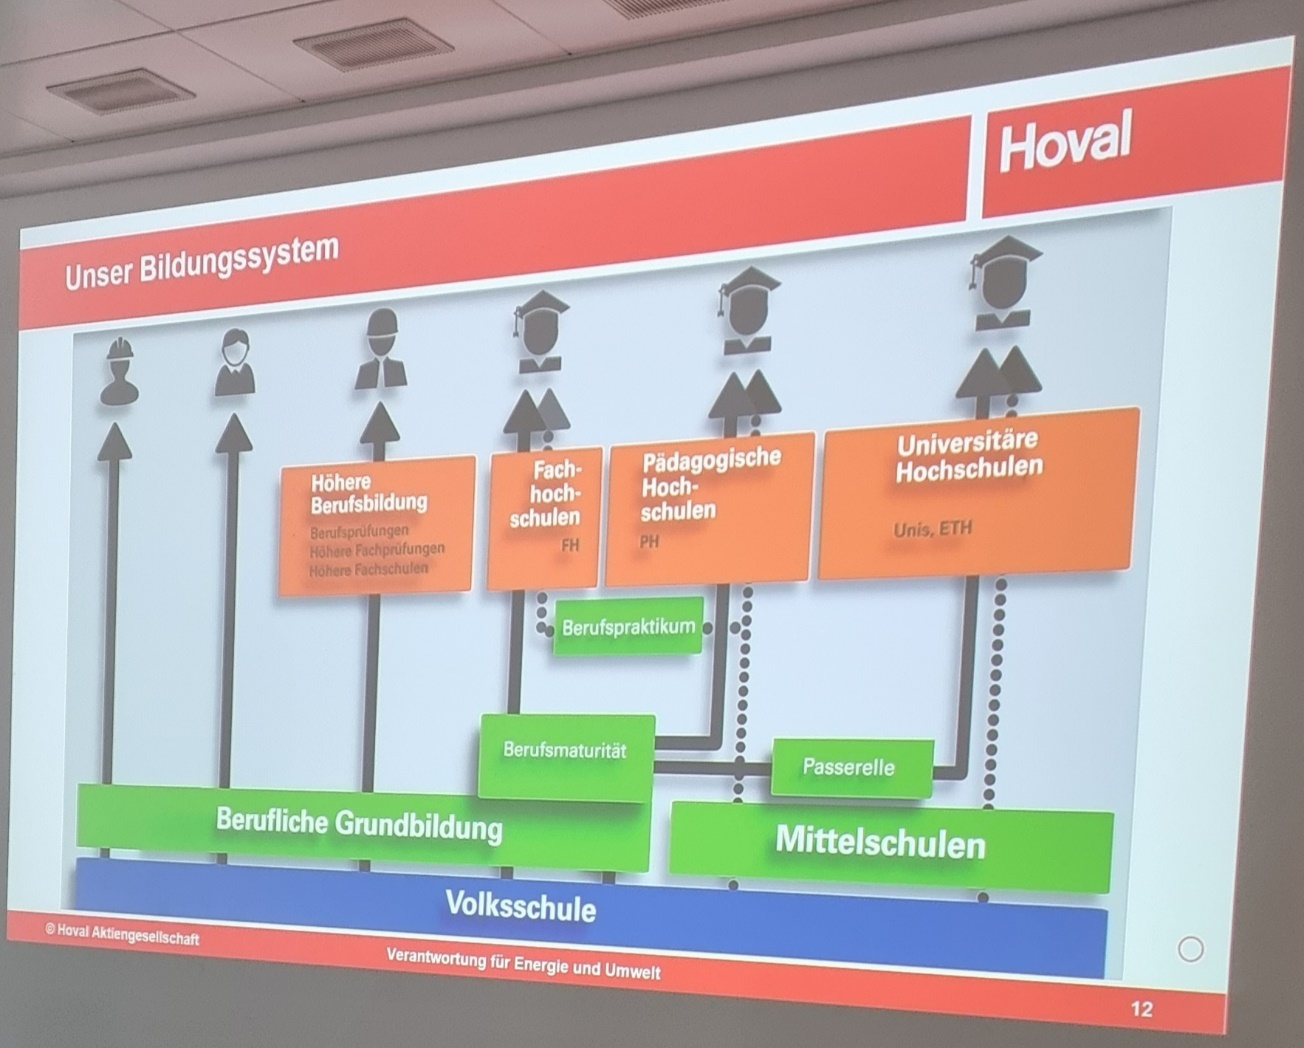 Hoval
Unser Bildungssystem
Höhere
Berufsbildung
Berufsprüfungen
Höhere Fachprüfungen
Höhere Fachschulen
Fach-
hoch-
schulen
FH
Pädagogische
Hoch-
schulen
PH
Universitäre
Hochschulen
Unis, ETH
Berufspraktikum
Berufsmaturität
Passerelle
Berufliche Grundbildung
Mittelschulen
Volksschule
© Hoval Aktiengesellschaft
Verantwortung für Energie und Umwelt
12